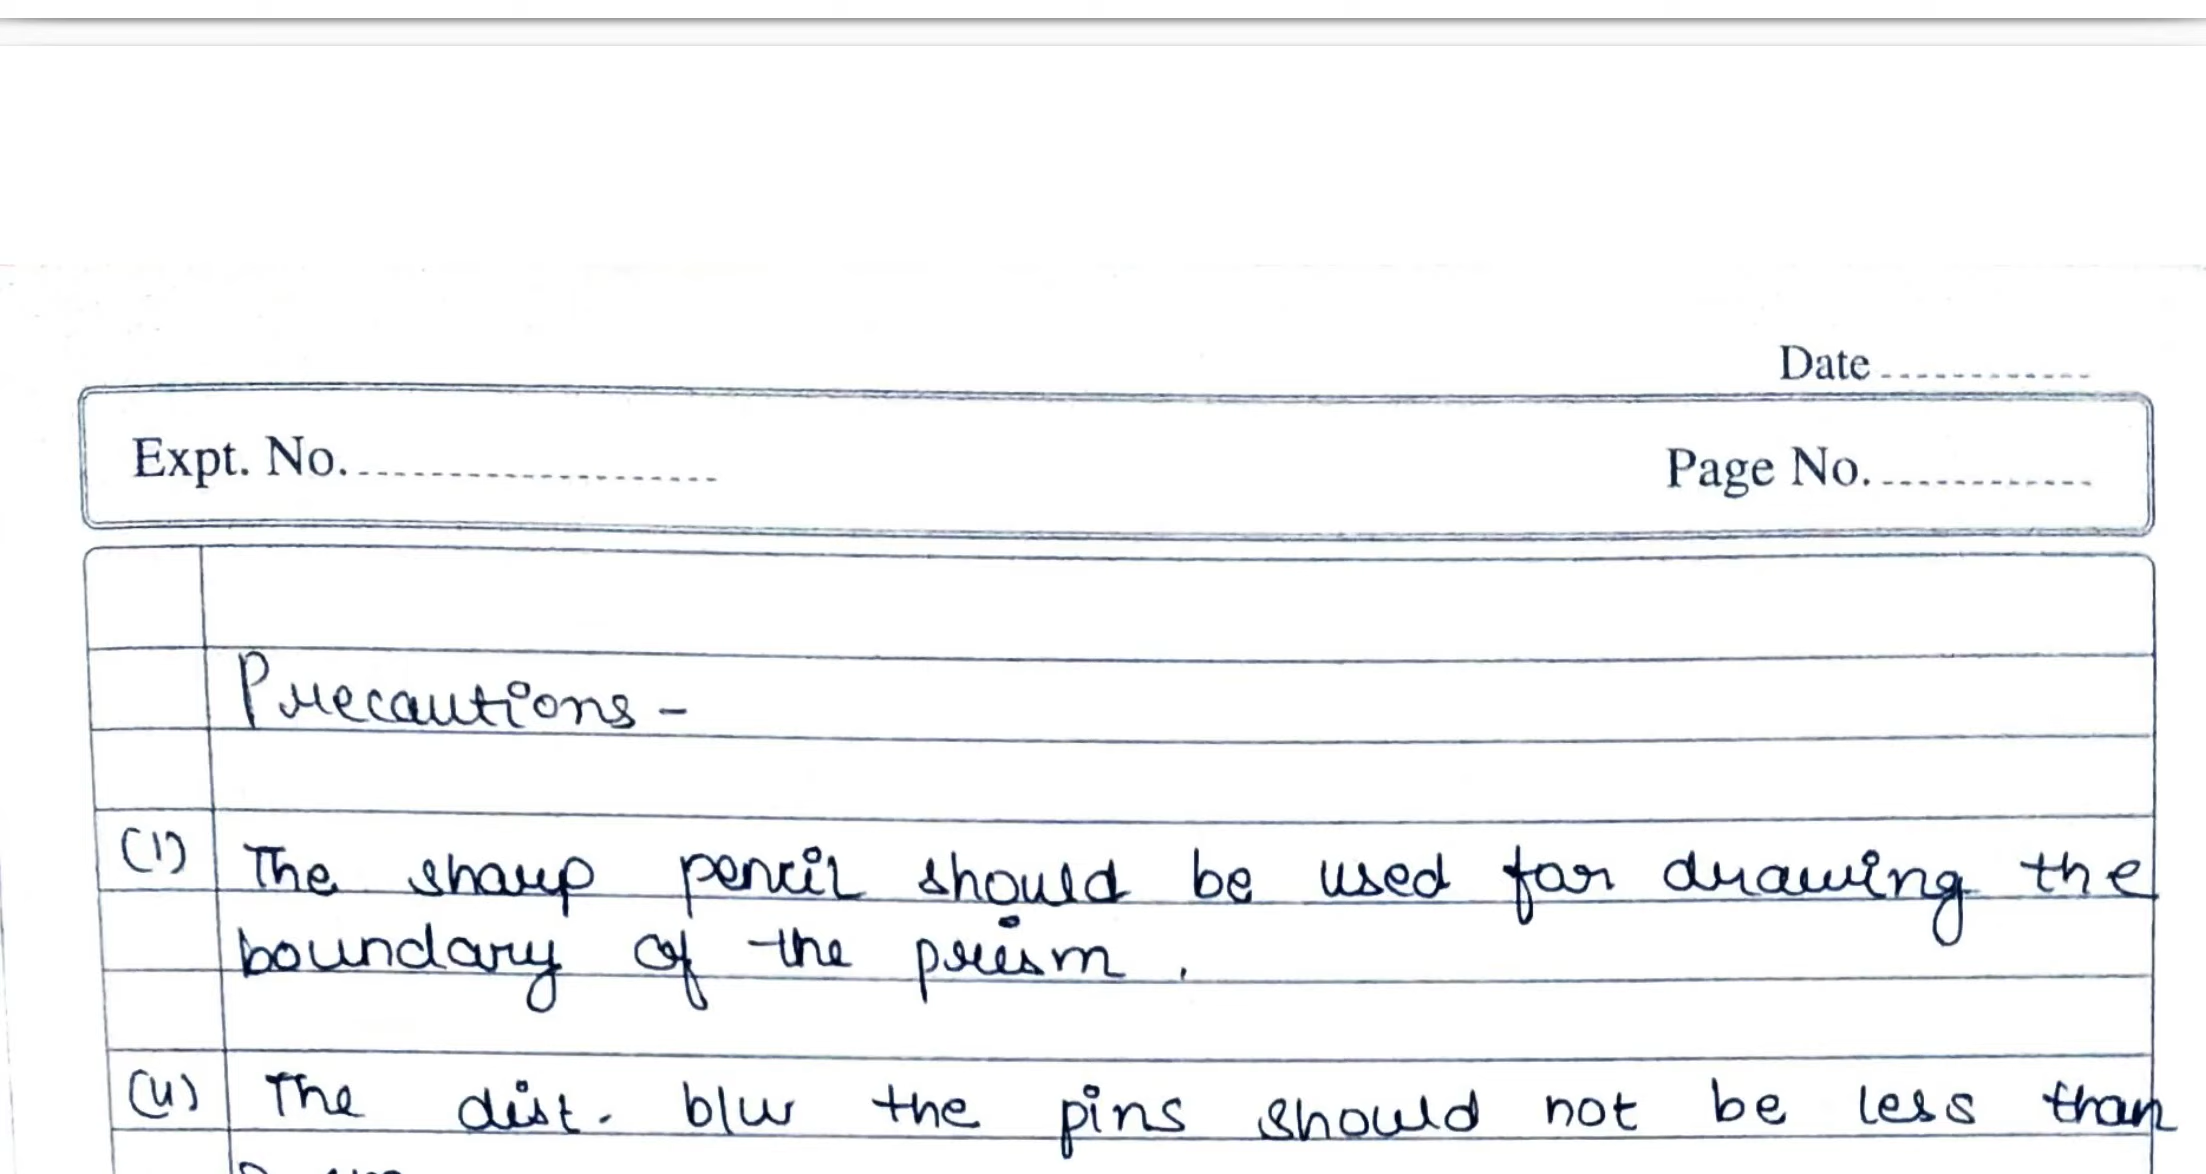 Date ............
Expt. No. .................... Page No. .............
Precautions -
(i) The sharp pencil should be used for drawing the
boundary of the prism.
(ii) The dist. b/w the pins should not be less than